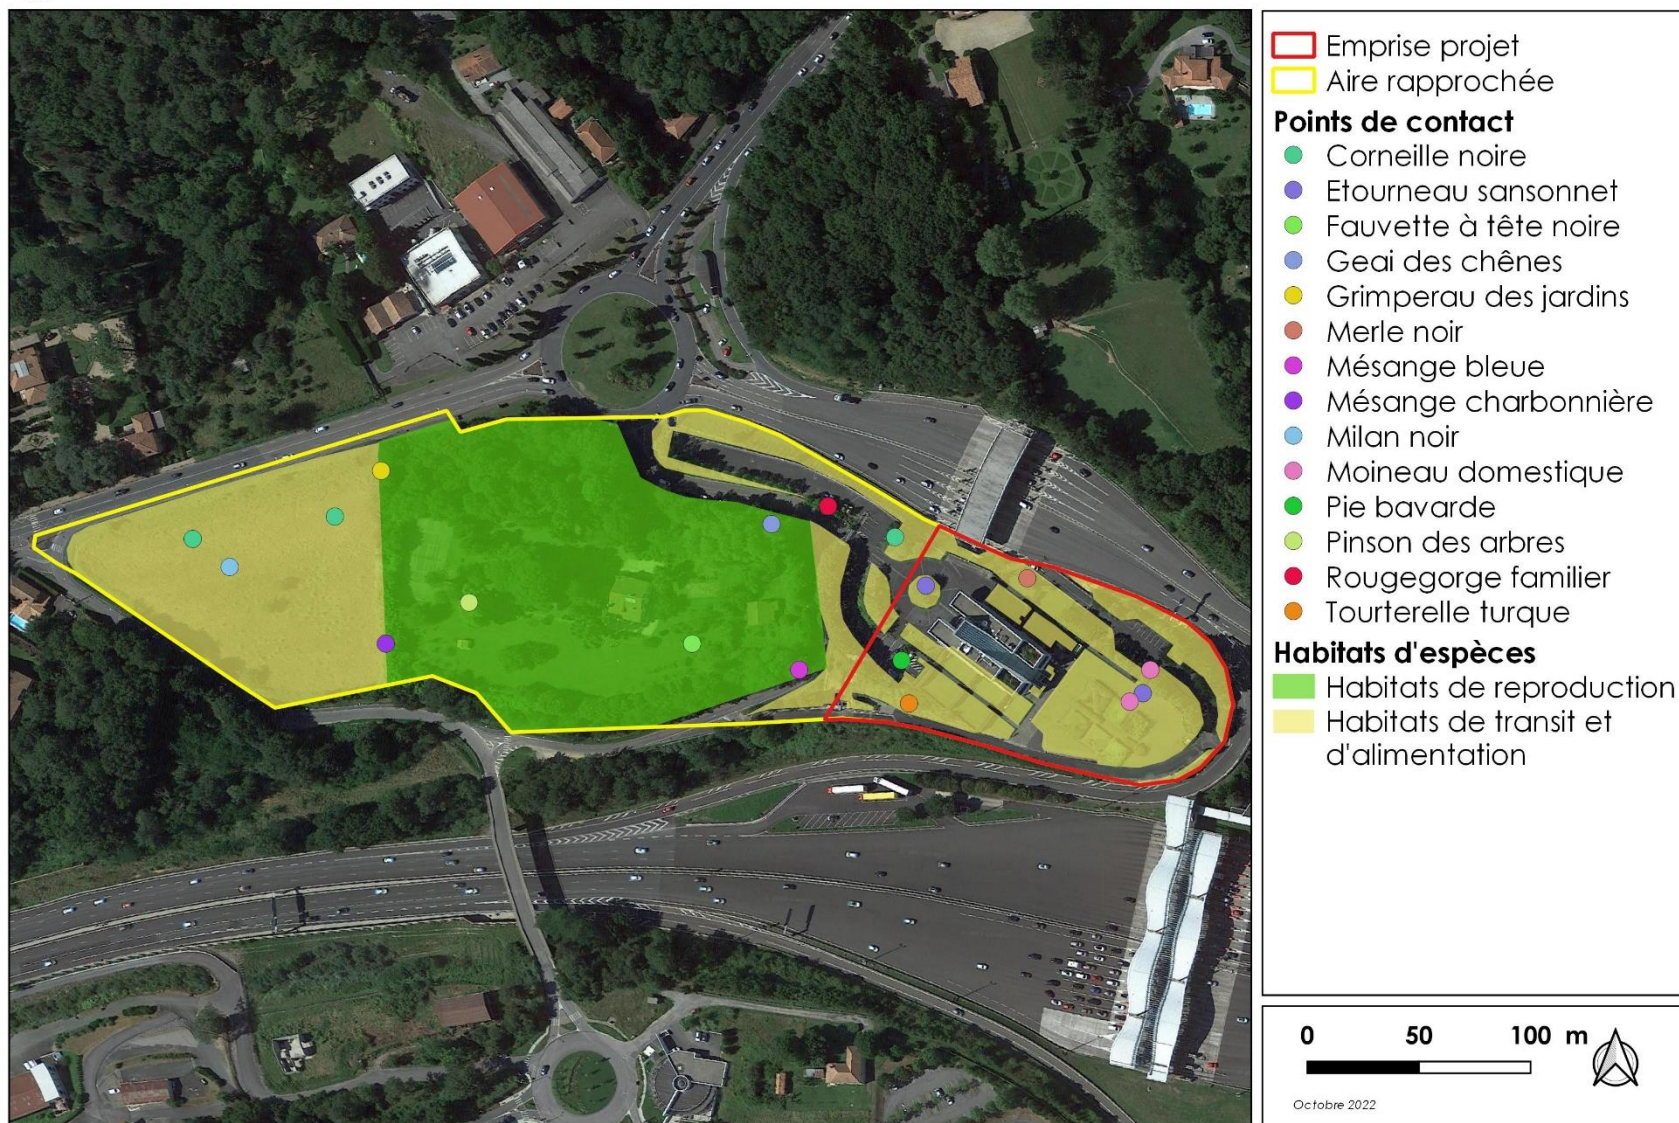 Emprise projet
Aire rapprochée
Points de contact
Corneille noire
Etourneau sansonnet
Fauvette à tête noire
Geai des chênes
Grimperau des jardins
Merle noir
Mésange bleue
Mésange charbonnière
Milan noir
Moineau domestique
Pie bavarde
Pinson des arbres
Rougegorge familier
Tourterelle turque
Habitats d'espèces
Habitats de reproduction
Habitats de transit et
d'alimentation
0 50 100 m
Octobre 2022